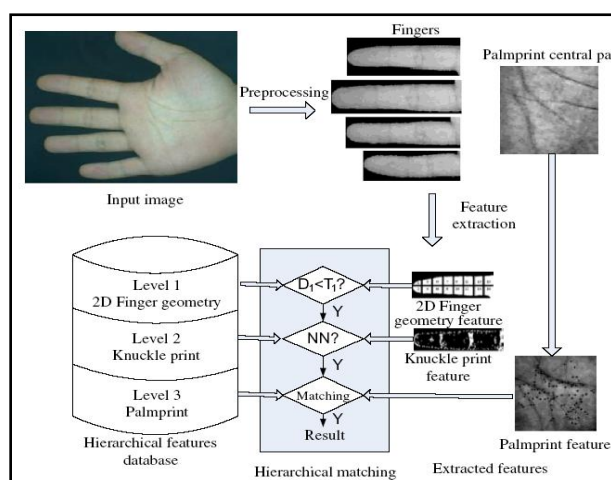 Fingers
Palmprint central pa
Preprocessing
Input image
Feature
extraction
Level 1
2D Finger geometry
D1<T1?
2D Finger
geometry feature
Y
Level 2
Knuckle print
NN?
Knuckle print
feature
Y
Level 3
Palmprint
Matching
Y
Result
Palmprint feature
Hierarchical features
database
Hierarchical matching
Extracted features